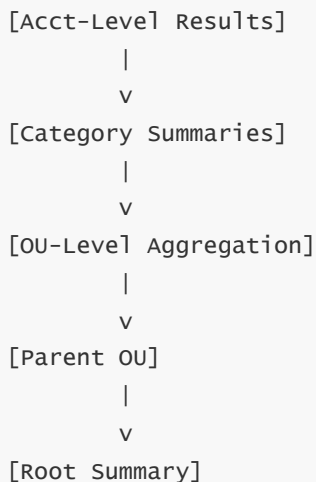 [Acct-Level Results]
|
v
[Category Summaries]
|
v
[OU-Level Aggregation]
|
v
[Parent OU]
|
v
[Root Summary]